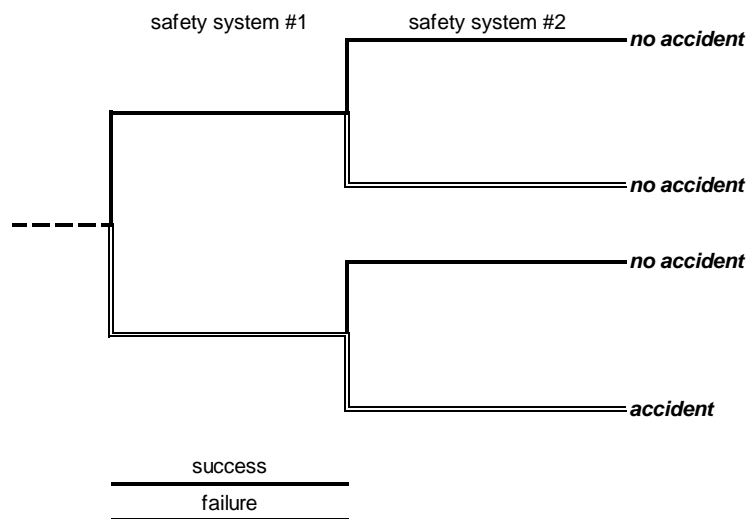 safety system #1
safety system #2
no accident
no accident
no accident
accident
success
failure